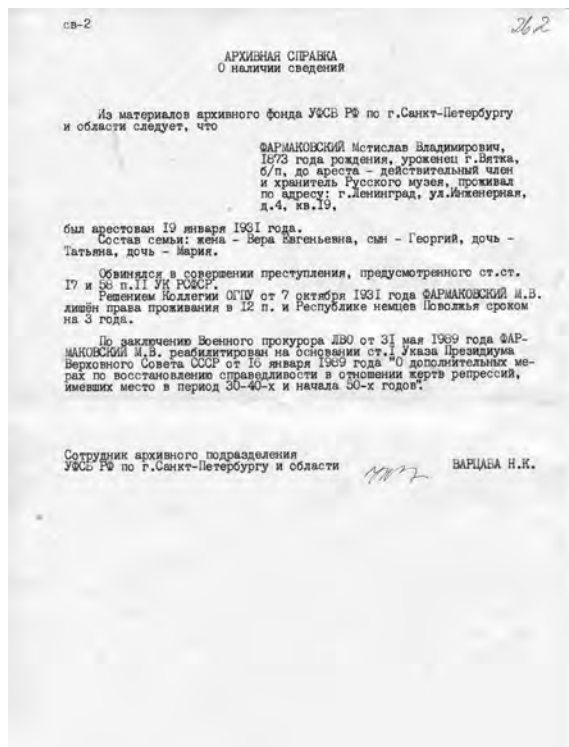 св-2
262
АРХИВНАЯ СПРАВКА
О наличии сведений
Из материалов архивного фонда УФСБ РФ по г.Санкт-Петербургу
и области следует, что
ФАРМАКОВСКИЙ Мстислав Владимирович,
1873 года рождения, уроженец г.Вятка,
б/п, до ареста - действительный член
и хранитель Русского музея, проживал
по адресу: г.Ленинград, ул.Инженерная,
д.4, кв.19,
был арестован 19 января 1931 года.
Состав семьи: жена - Вера Евгеньевна, сын - Георгий, дочь -
Татьяна, дочь - Мария.
Обвинялся в совершении преступления, предусмотренного ст.ст.
17 и 58 п.11 УК РСФСР.
Решением Коллегии ОГПУ от 7 октября 1931 года ФАРМАКОВСКИЙ М.В.
лишён права проживания в 12 п. и Республике немцев Поволжья сроком
на 3 года.
По заключению Военного прокурора ЛВО от 31 мая 1989 года ФАР-
МАКОВСКИЙ М.В. реабилитирован на основании ст.1 Указа Президиума
Верховного Совета СССР от 16 января 1989 года "О дополнительных ме-
рах по восстановлению справедливости в отношении жертв репрессий,
имевших место в период 30-40-х и начала 50-х годов".
Сотрудник архивного подразделения
УФСБ РФ по г.Санкт-Петербургу и области
ВАРЦАВА Н.К.